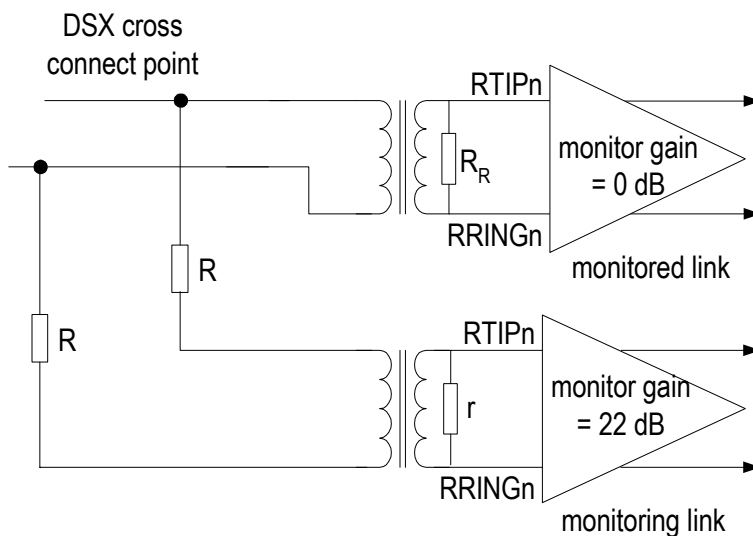 DSX cross
connect point
RTIPn
R_R
monitor gain
= 0 dB
RRINGn
monitored link
R
R
RTIPn
r
monitor gain
= 22 dB
RRINGn
monitoring link